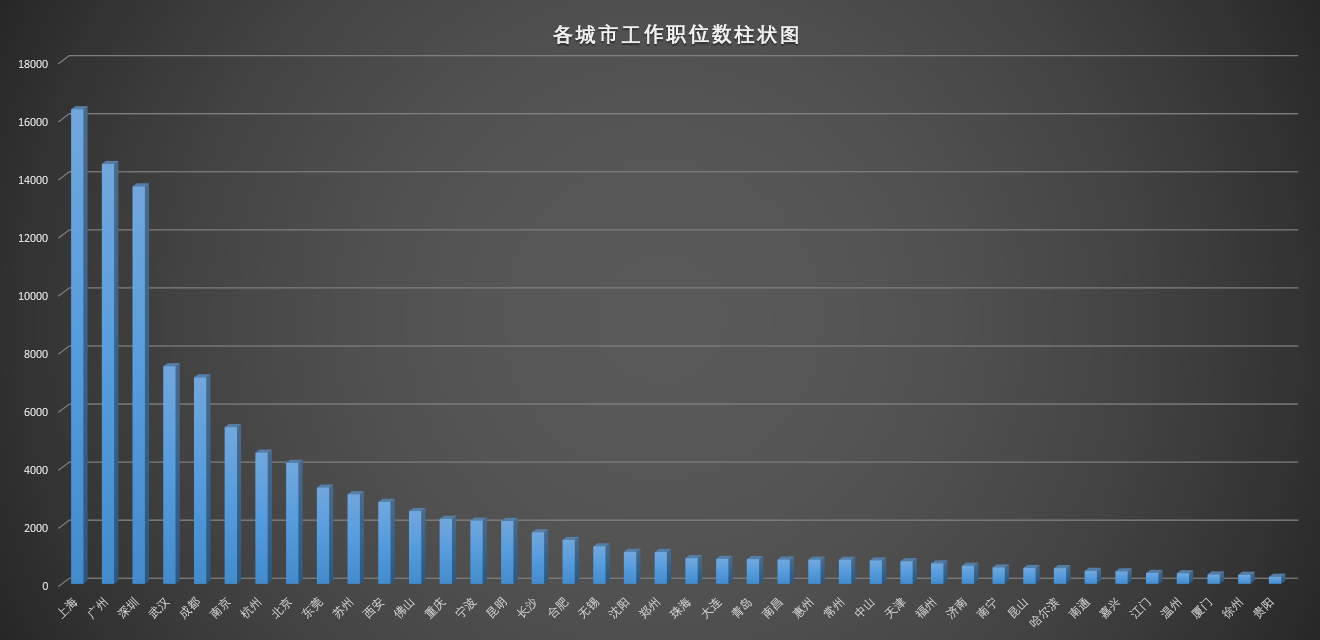 各城市工作职位数柱状图
18000
16000
14000
12000
10000
8000
6000
4000
2000
0
上海
广州
深圳
武汉
成都
南京
杭州
北京
东莞
苏州
西安
佛山
重庆
宁波
昆明
长沙
合肥
无锡
沈阳
郑州
珠海
大连
青岛
南昌
惠州
常州
中山
天津
福州
济南
南宁
昆山
哈尔滨
南通
嘉兴
江门
温州
厦门
徐州
贵阳